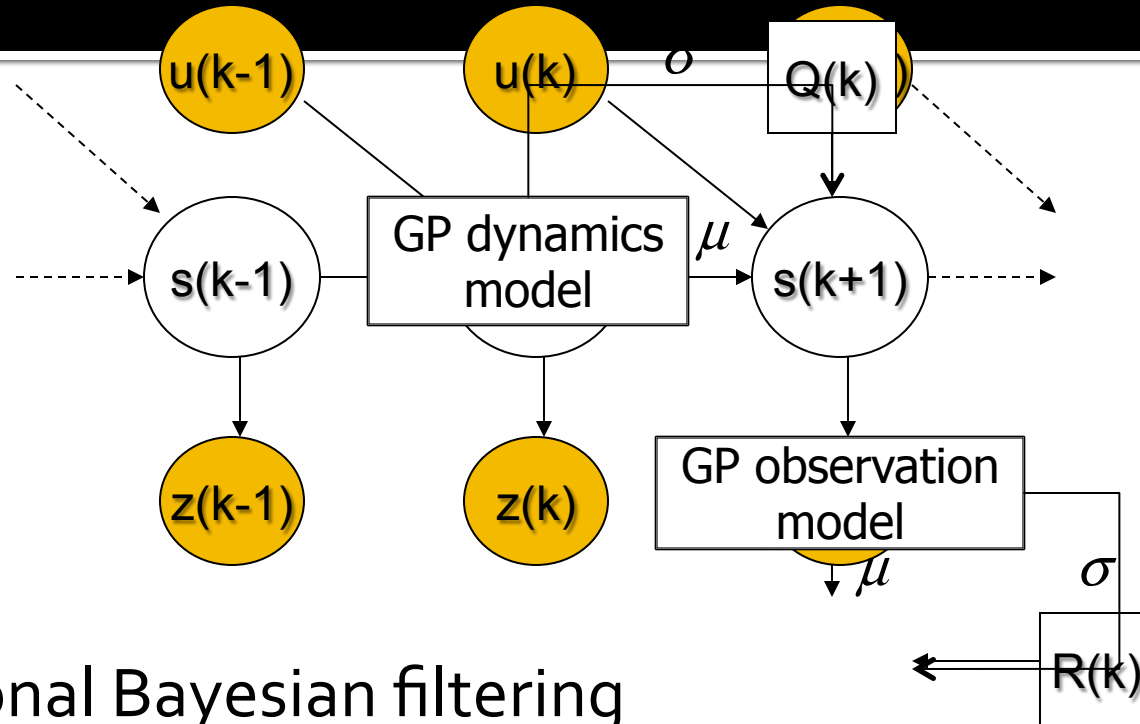 u(k-1)
u(k)
σ
Q(k)
)
s(k-1)
GP dynamics
model
μ
s(k+1)
z(k-1)
z(k)
GP observation
model
μ
σ
R(k)
onal Bayesian filtering